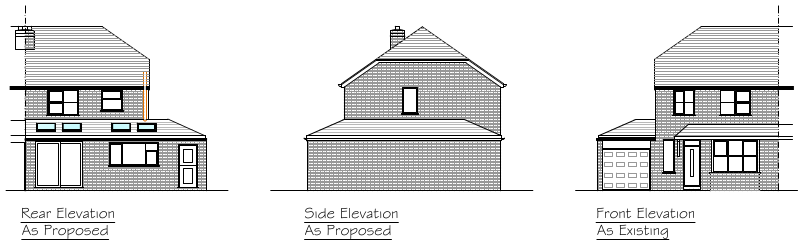 Rear Elevation
As Proposed
Side Elevation
As Proposed
Front Elevation
As Existing